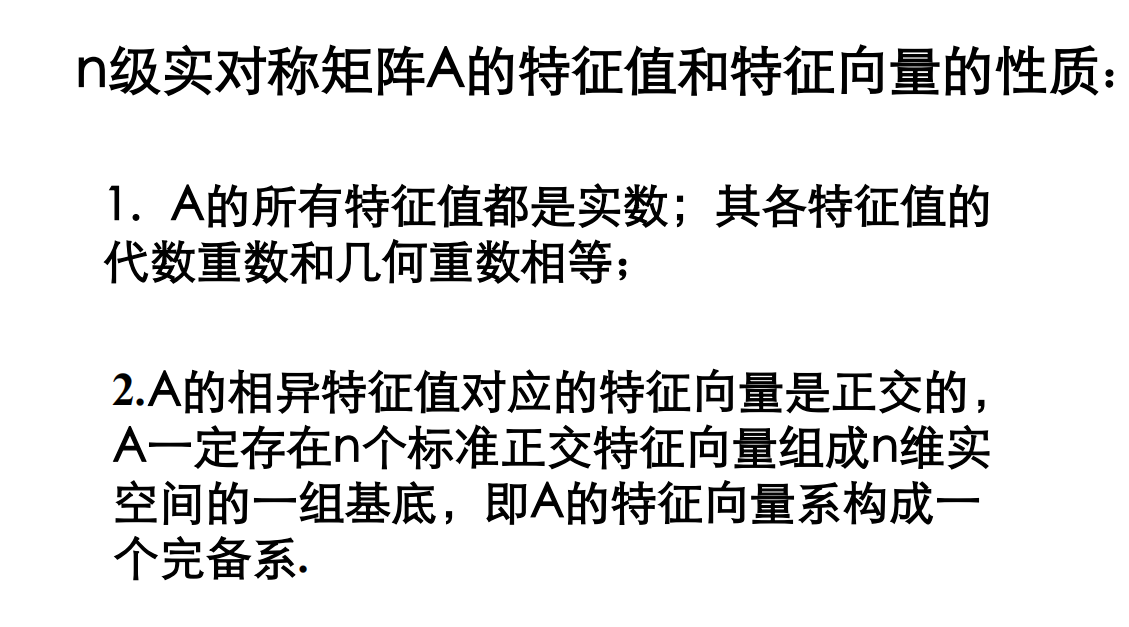 n级实对称矩阵A的特征值和特征向量的性质：
1. A的所有特征值都是实数；其各特征值的
代数重数和几何重数相等；
2.A的相异特征值对应的特征向量是正交的，
A一定存在n个标准正交特征向量组成n维实
空间的一组基底，即A的特征向量系构成一
个完备系.